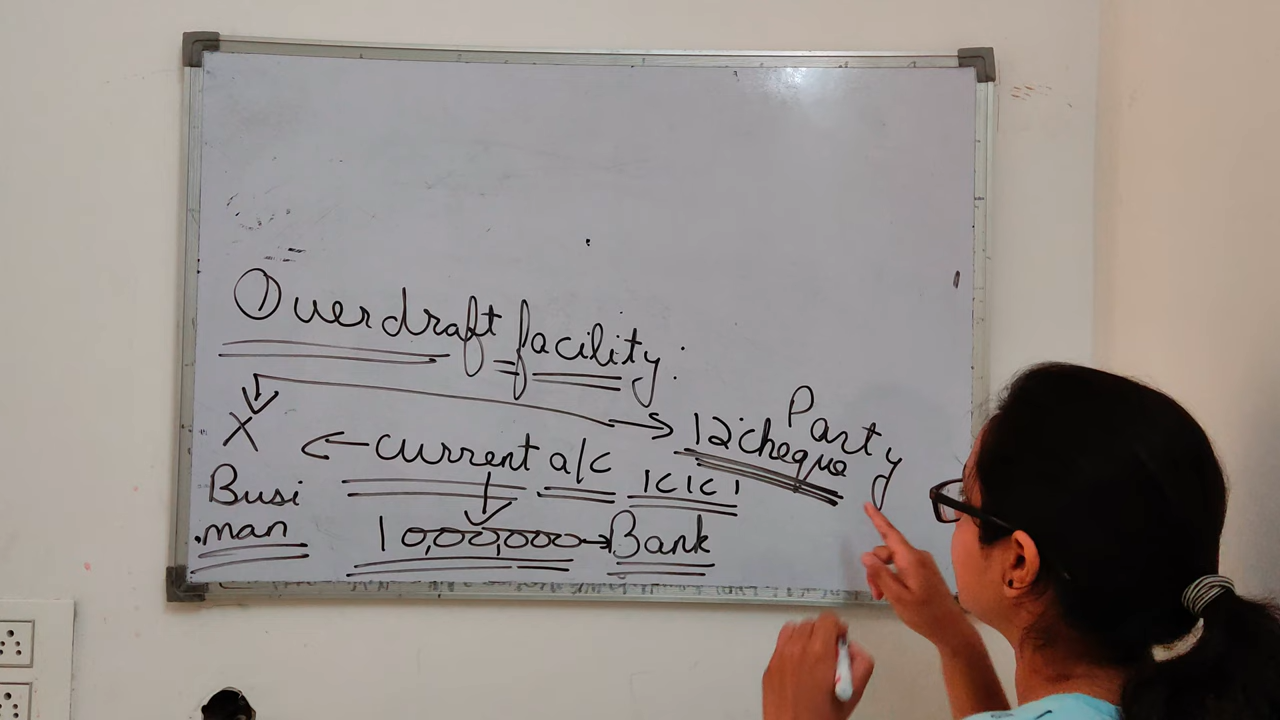 ① Overdraft facility:
X
Busi
man
← current a/c
ICICI
10,00,000 → Bank
Party
12 cheque